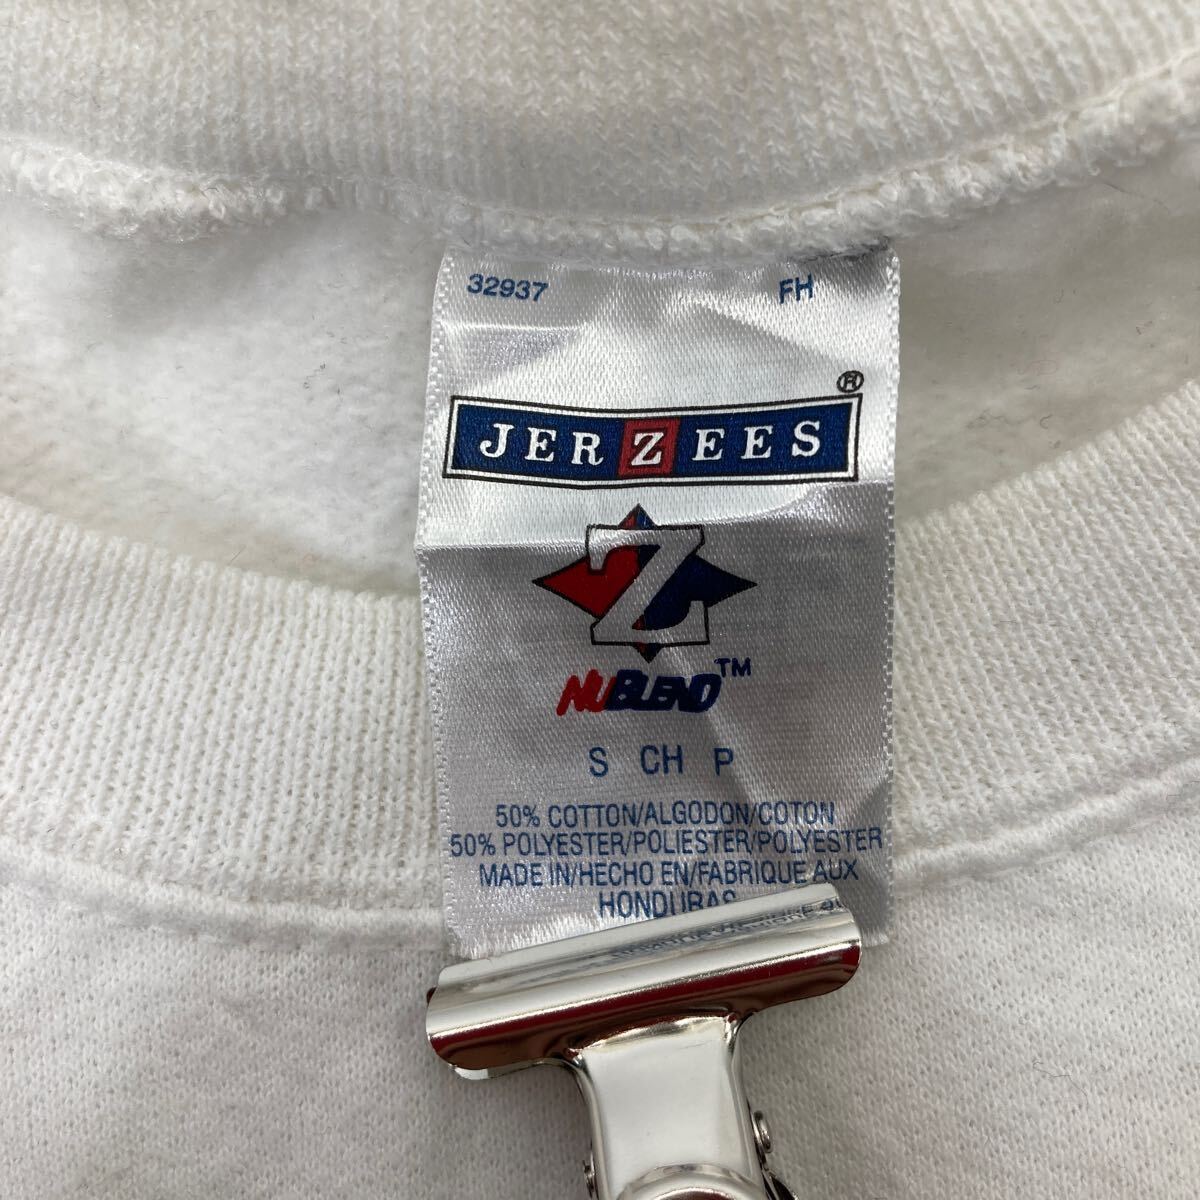 32937 FH
JERZEES®
Z
NUBLEND™
S CH P
50% COTTON/ALGODON/COTON
50% POLYESTER/POLIESTER/POLYESTER
MADE IN/HECHO EN/FABRIQUE AUX
HONDURAS